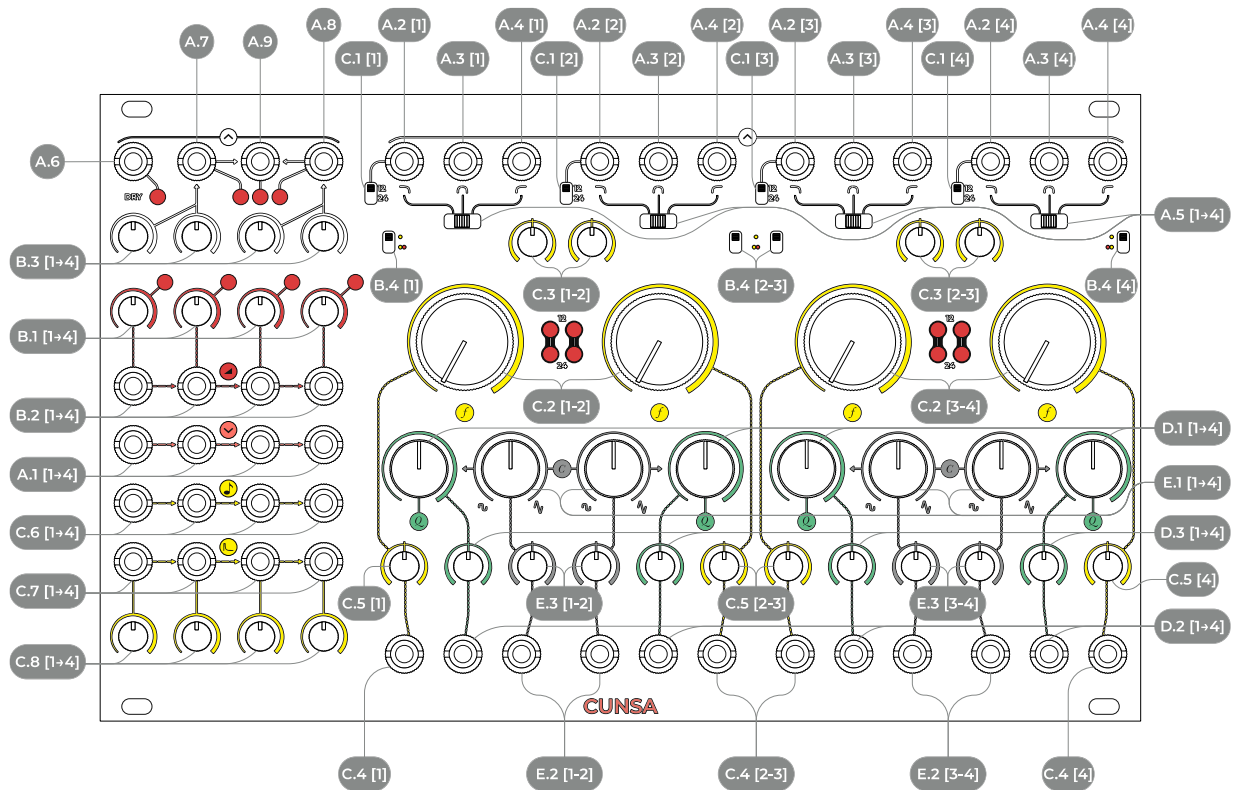 A.8
A.2 [1]
A.4 [1]
A.2 [2]
A.4 [2]
A.2 [3]
A.4 [3]
A.2 [4]
A.4 [4]
A.7
A.9
C.1 [1]
A.3 [1]
C.1 [2]
A.3 [2]
C.1 [3]
A.3 [3]
C.1 [4]
A.3 [4]
A.6
DRY
12
24
12
24
12
24
12
24
A.5 [1→4]
B.3 [1→4]
B.4 [1]
C.3 [1-2]
B.4 [2-3]
C.3 [2-3]
B.4 [4]
B.1 [1→4]
12
24
12
24
B.2 [1→4]
C.2 [1-2]
C.2 [3-4]
f
f
f
f
D.1 [1→4]
A.1 [1→4]
C
C
E.1 [1→4]
Q
Q
Q
Q
C.6 [1→4]
D.3 [1→4]
C.7 [1→4]
C.5 [1]
E.3 [1-2]
C.5 [2-3]
E.3 [3-4]
C.5 [4]
D.2 [1→4]
C.8 [1→4]
CUNSA
C.4 [1]
E.2 [1-2]
C.4 [2-3]
E.2 [3-4]
C.4 [4]